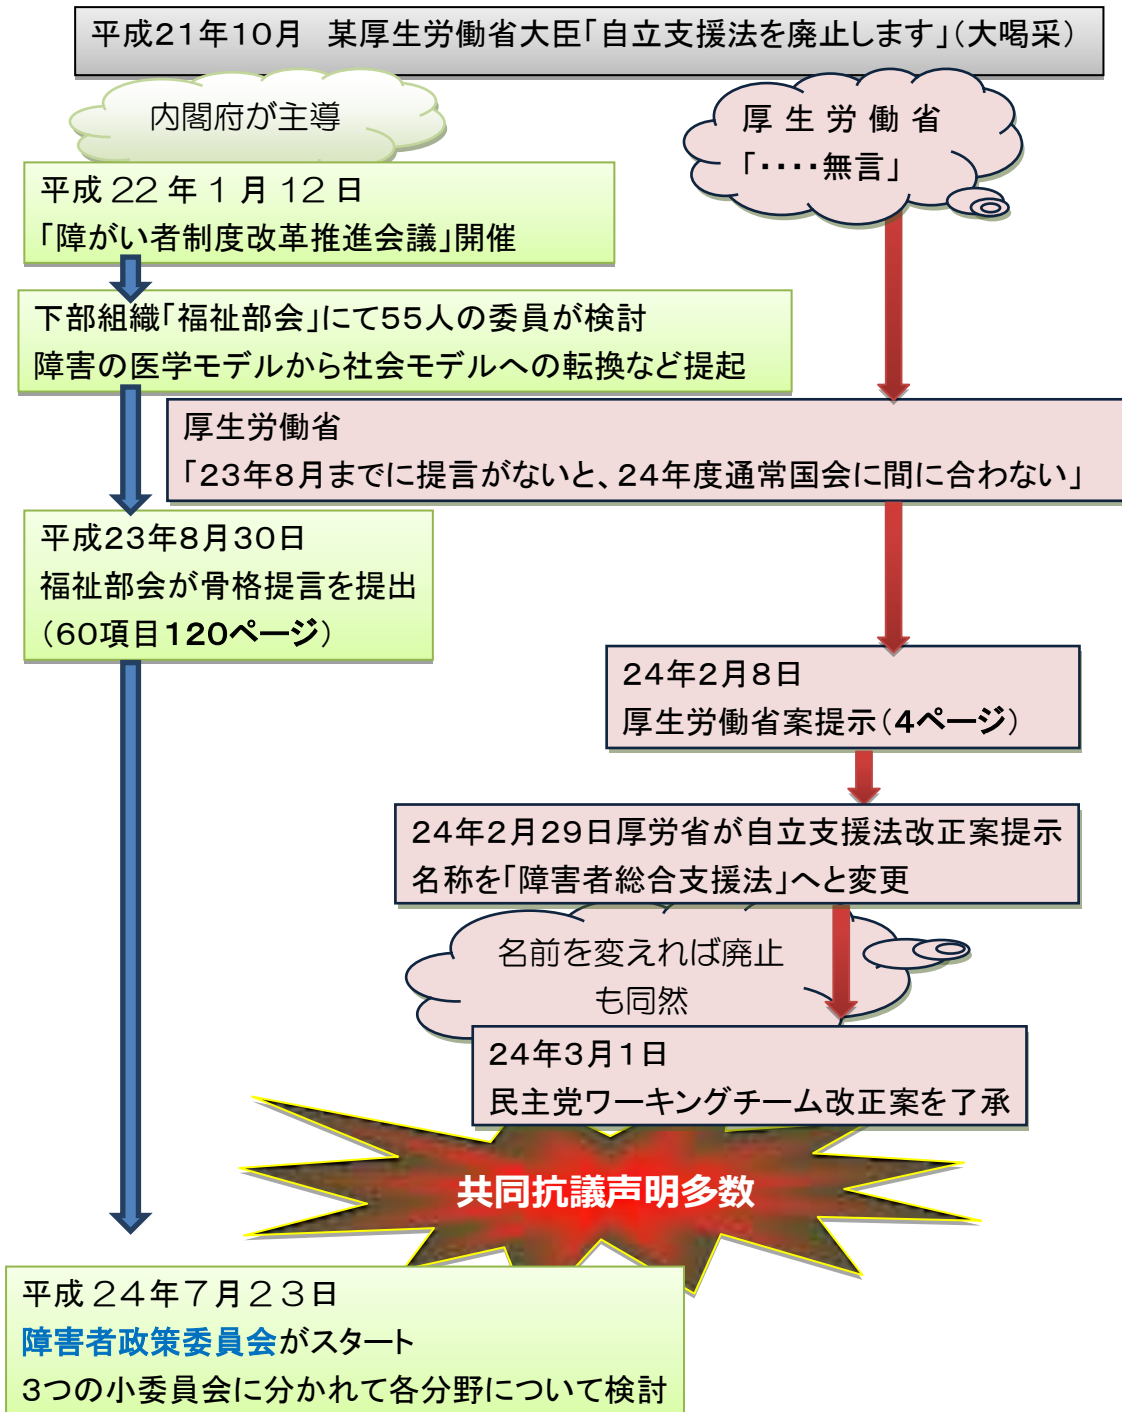 平成21年10月　某厚生労働省大臣「自立支援法を廃止します」(大喝采)
内閣府が主導
厚生労働省
「・・・・無言」
平成22年1月12日
「障がい者制度改革推進会議」開催
下部組織「福祉部会」にて55人の委員が検討
障害の医学モデルから社会モデルへの転換など提起
厚生労働省
「23年8月までに提言がないと、24年度通常国会に間に合わない」
平成23年8月30日
福祉部会が骨格提言を提出
(60項目120ページ)
24年2月8日
厚生労働省案提示(4ページ)
24年2月29日厚労省が自立支援法改正案提示
名称を「障害者総合支援法」へと変更
名前を変えれば廃止
も同然
24年3月1日
民主党ワーキングチーム改正案を了承
共同抗議声明多数
平成24年7月23日
障害者政策委員会がスタート
3つの小委員会に分かれて各分野について検討